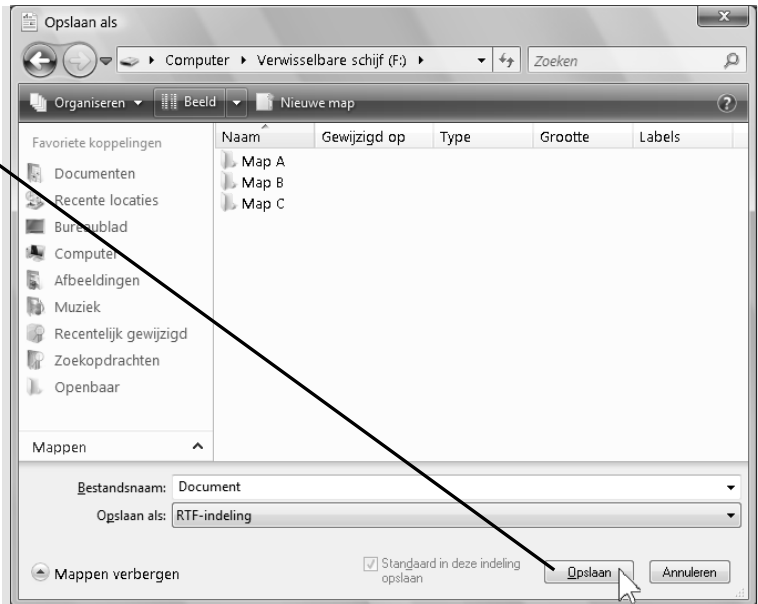 Opslaan als
Computer Verwisselbare schijf (F:) Zoeken
Organiseren Beeld Nieuwe map
Favoriete koppelingen
Documenten
Recente locaties
Bureaublad
Computer
Afbeeldingen
Muziek
Recentelijk gewijzigd
Zoekopdrachten
Openbaar
Mappen
Naam Gewijzigd op Type Grootte Labels
Map A
Map B
Map C
Bestandsnaam: Document
Opslaan als: RTF-indeling
Mappen verbergen
Standaard in deze indeling
opslaan
Opslaan Annuleren